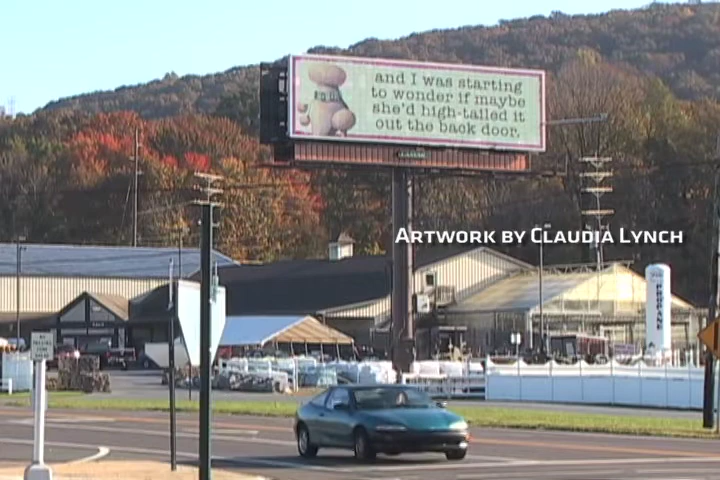 and I was starting
to wonder if maybe
she'd high-tailed it
out the back door.
Artwork by Claudia Lynch
PROPANE